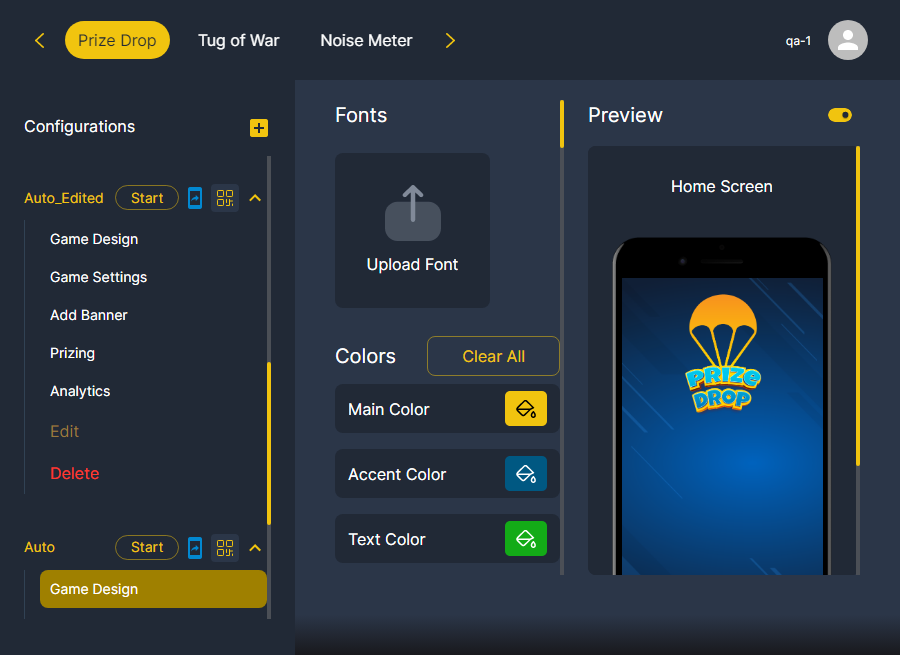 Prize Drop
Tug of War
Noise Meter
qa-1
Configurations
Auto_Edited
Start
Game Design
Game Settings
Add Banner
Prizing
Analytics
Edit
Delete
Auto
Start
Game Design
Fonts
Upload Font
Colors
Clear All
Main Color
Accent Color
Text Color
Preview
Home Screen
PRIZE
DROP